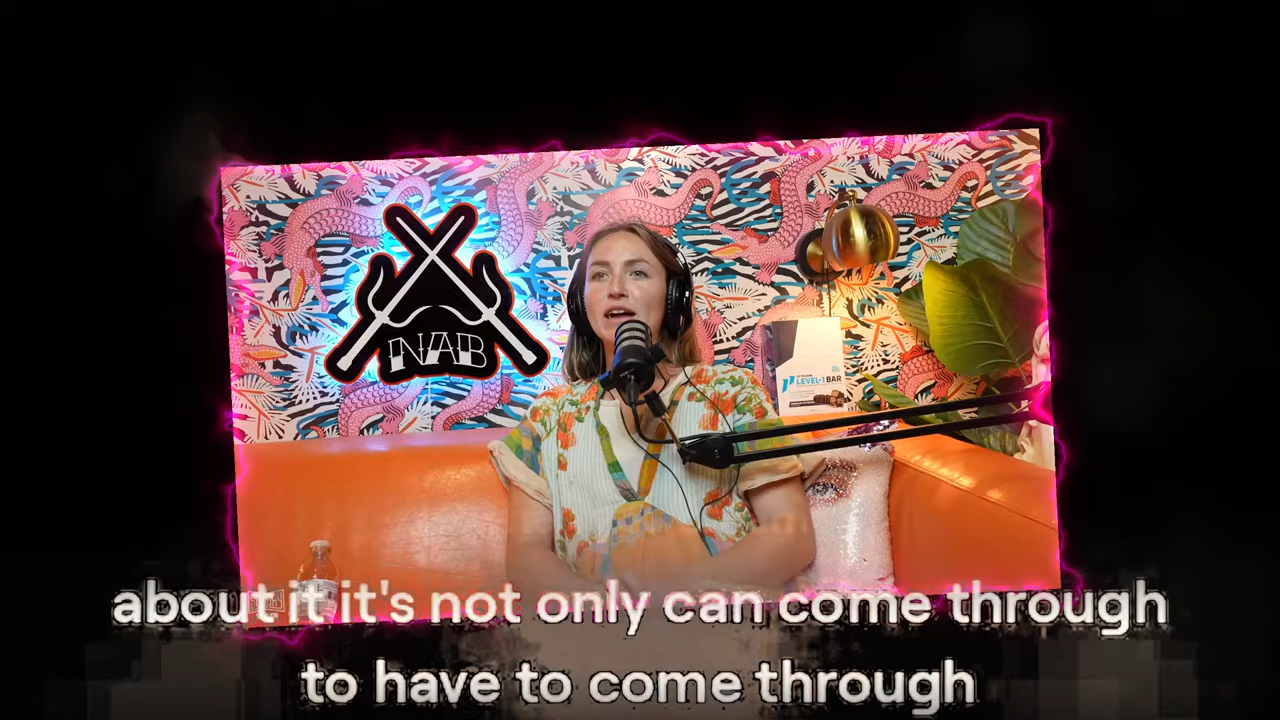 NAB
LEVEL-1 BAR
about it it's not only can come through
to have to come through